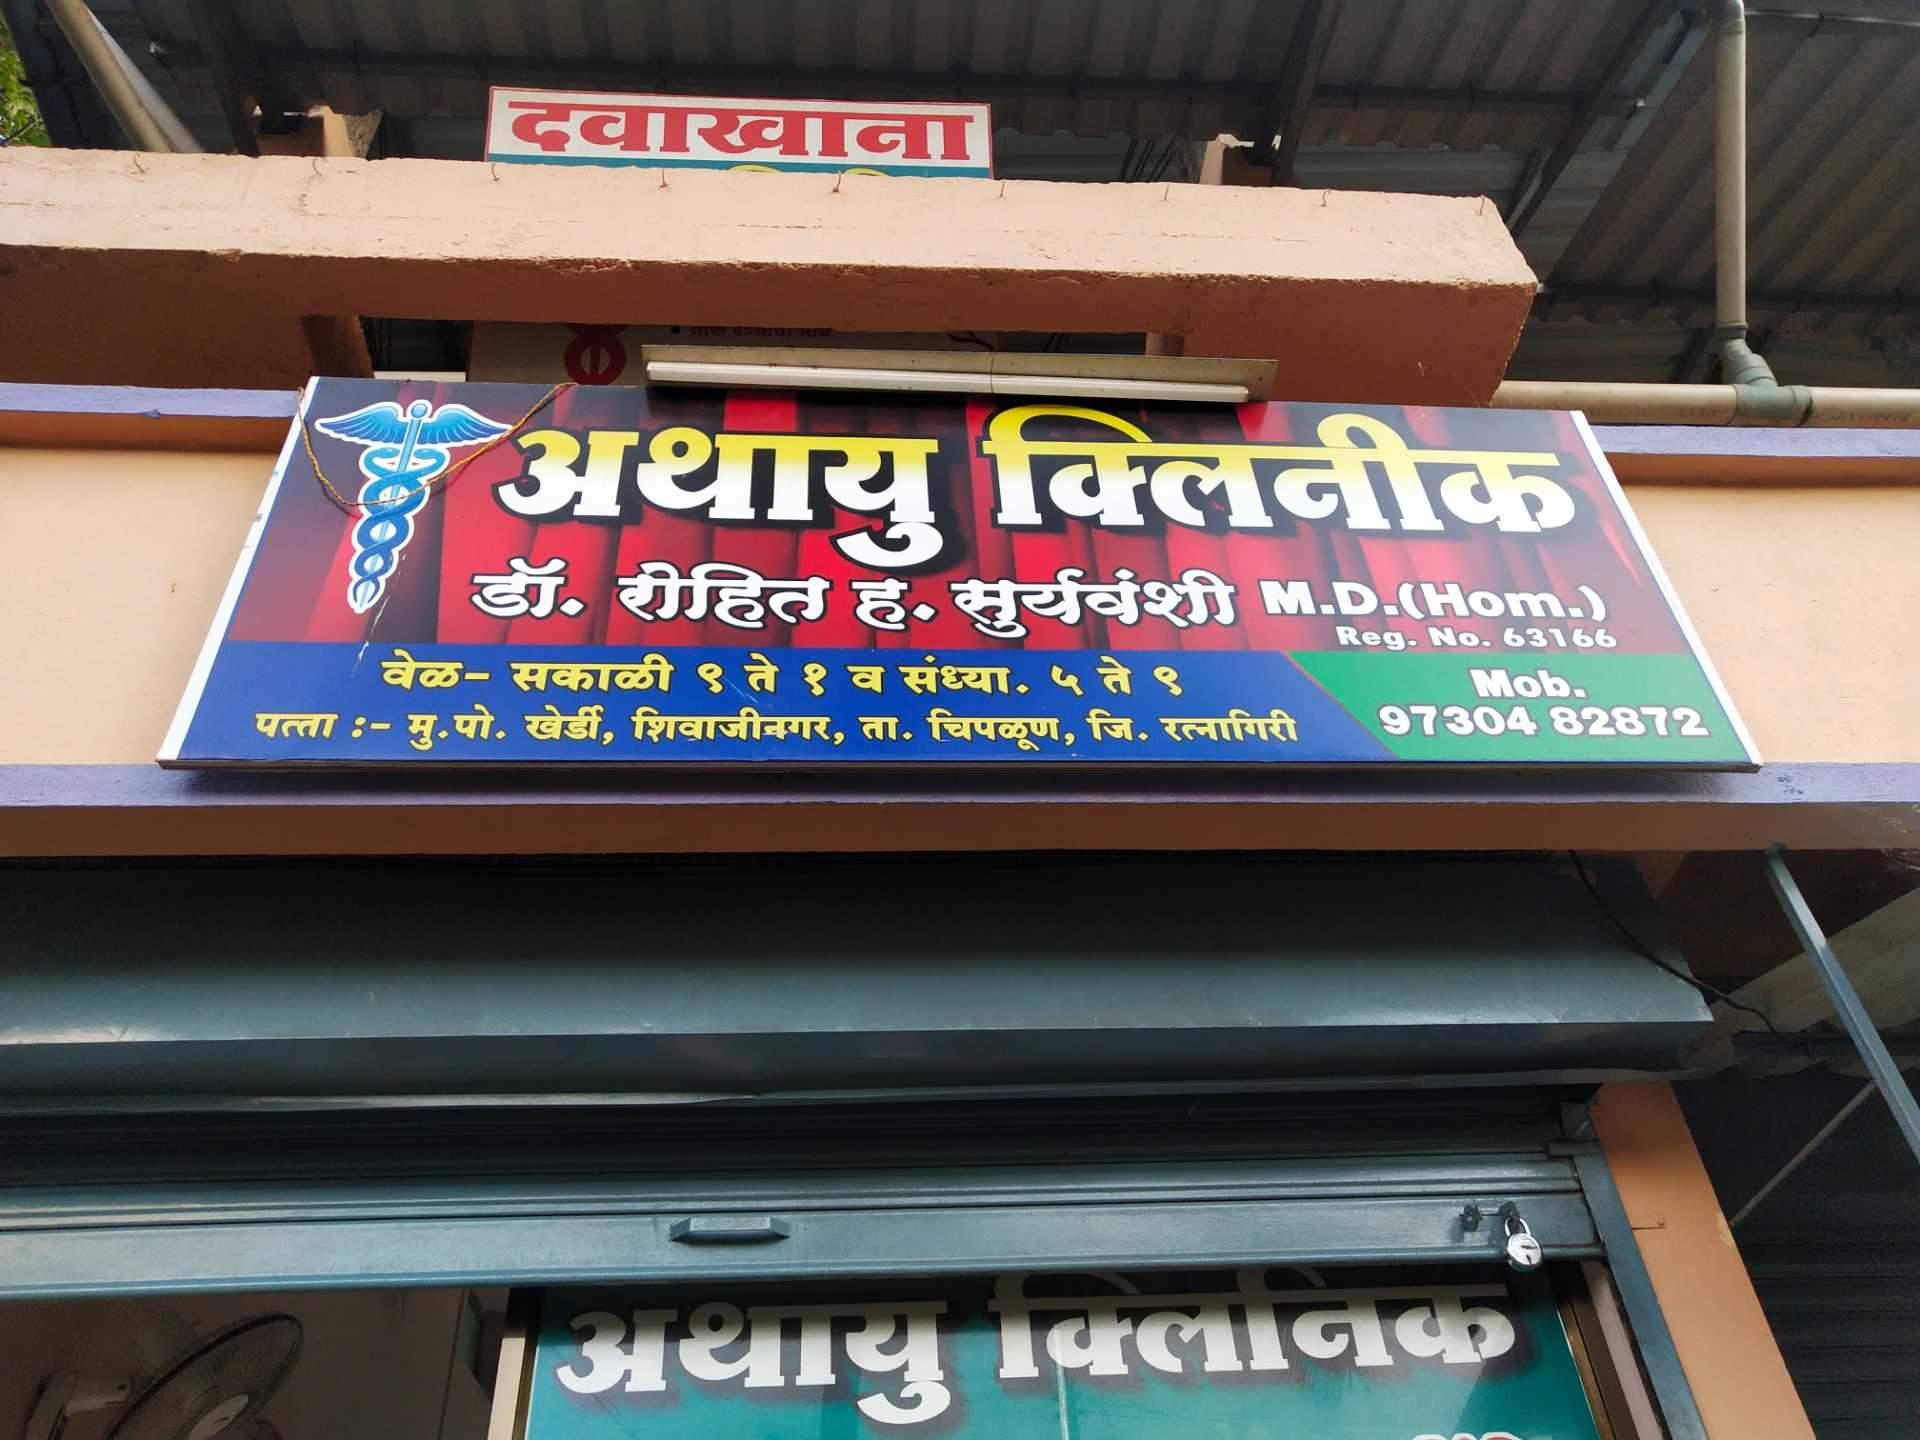 दवाखाना
अथायु क्लिनीक
डॉ. रोहित ह. सुर्यवंशी M.D.(Hom.)
Reg. No. 63166
वेळ- सकाळी ९ ते १ व संध्या. ५ ते ९
पत्ता :- मु.पो. खेर्डी, शिवाजीनगर, ता. चिपळूण, जि. रत्नागिरी
Mob.
97304 82872
अथायु क्लिनिक